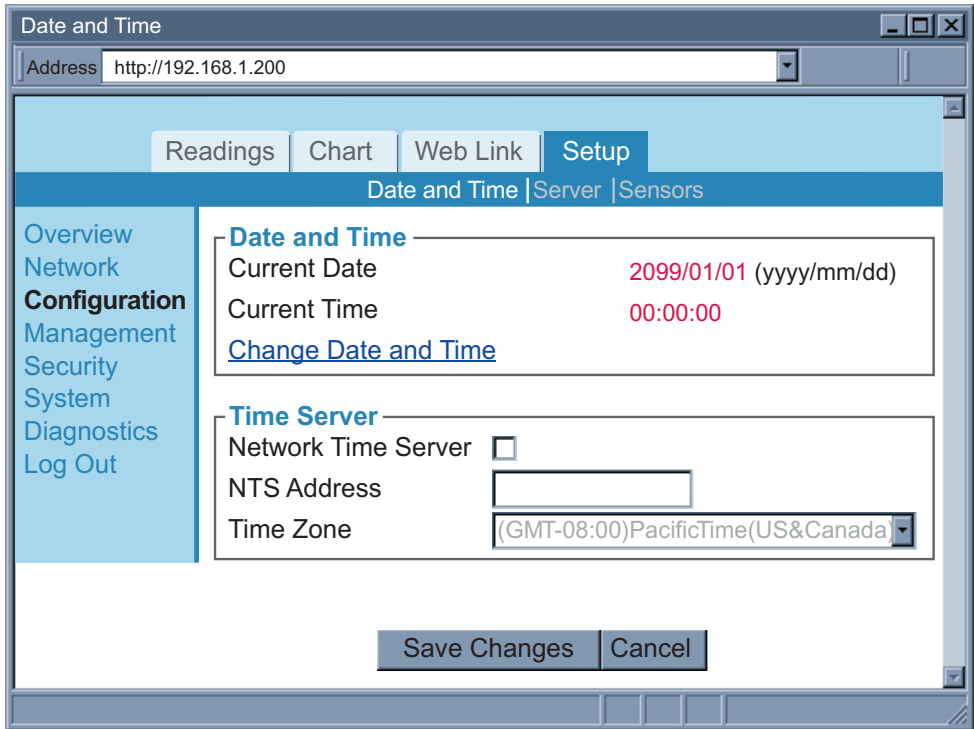 Date and Time
Address http://192.168.1.200
Readings Chart Web Link Setup
Date and Time | Server | Sensors
Overview
Network
Configuration
Management
Security
System
Diagnostics
Log Out
Date and Time
Current Date 2099/01/01 (yyyy/mm/dd)
Current Time 00:00:00
Change Date and Time
Time Server
Network Time Server
NTS Address
Time Zone (GMT-08:00)PacificTime(US&Canada)
Save Changes Cancel